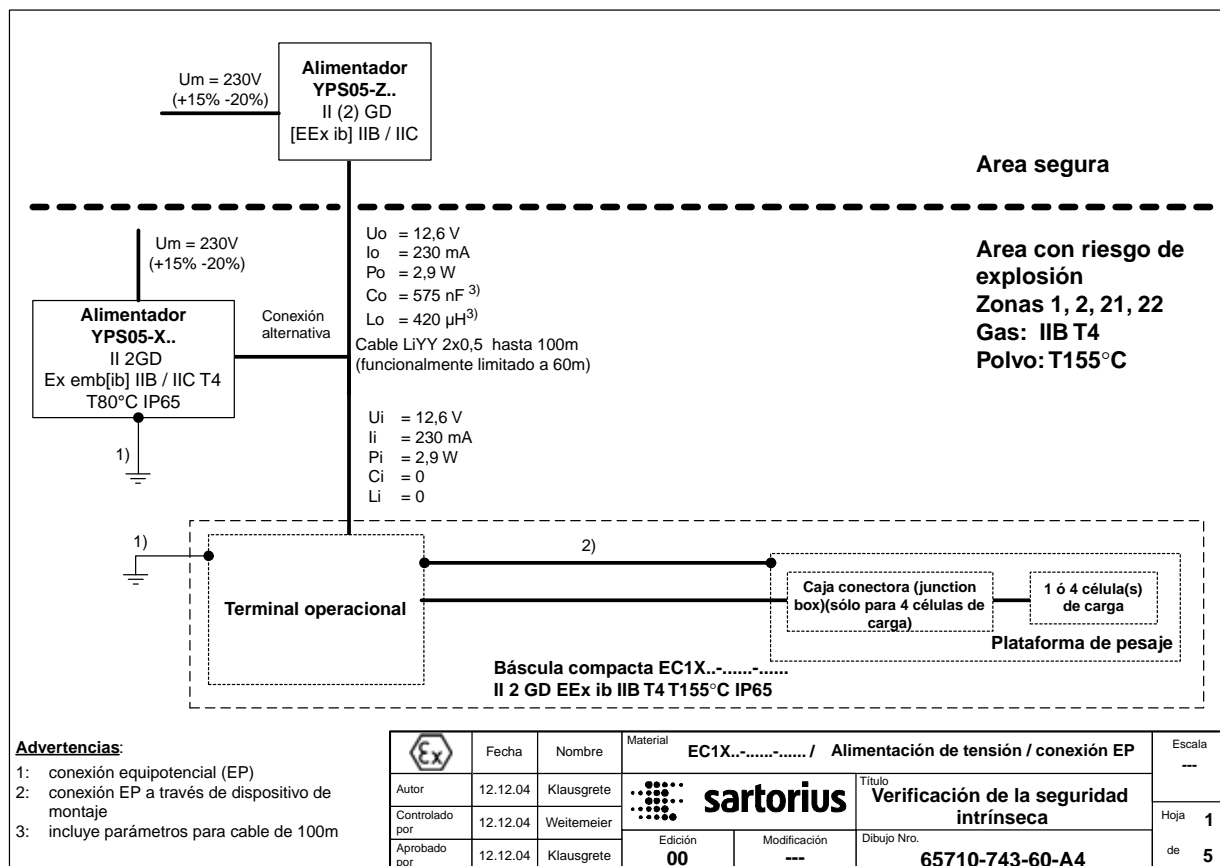 Um = 230V
(+15% -20%)
Alimentador
YPS05-Z..
II (2) GD
[EEx ib] IIB / IIC
Area segura
Um = 230V
(+15% -20%)
Uo = 12,6 V
Io = 230 mA
Po = 2,9 W
Co = 575 nF 3)
Lo = 420 µH3)
Cable LiYY 2x0,5 hasta 100m
(funcionalmente limitado a 60m)
Area con riesgo de
explosión
Zonas 1, 2, 21, 22
Gas: IIB T4
Polvo: T155°C
Alimentador
YPS05-X..
II 2GD
Ex emb[ib] IIB / IIC T4
T80°C IP65
Conexión
alternativa
1)
Ui = 12,6 V
Ii = 230 mA
Pi = 2,9 W
Ci = 0
Li = 0
1)
2)
Terminal operacional
Caja conectora (junction
box)(sólo para 4 células de
carga)
1 ó 4 célula(s)
de carga
Plataforma de pesaje
Báscula compacta EC1X..-......-......
II 2 GD EEx ib IIB T4 T155°C IP65
Advertencias:
1: conexión equipotencial (EP)
2: conexión EP a través de dispositivo de
montaje
3: incluye parámetros para cable de 100m
Ex
Fecha
Nombre
Material
EC1X..-......-...... / Alimentación de tensión / conexión EP
Escala
---
Autor
12.12.04
Klausgrete
sartorius
Título
Verificación de la seguridad
intrínseca
Controlado
por
12.12.04
Weitemeier
Hoja 1
Aprobado
por
12.12.04
Klausgrete
Edición
00
Modificación
---
Dibujo Nro.
65710-743-60-A4
de 5